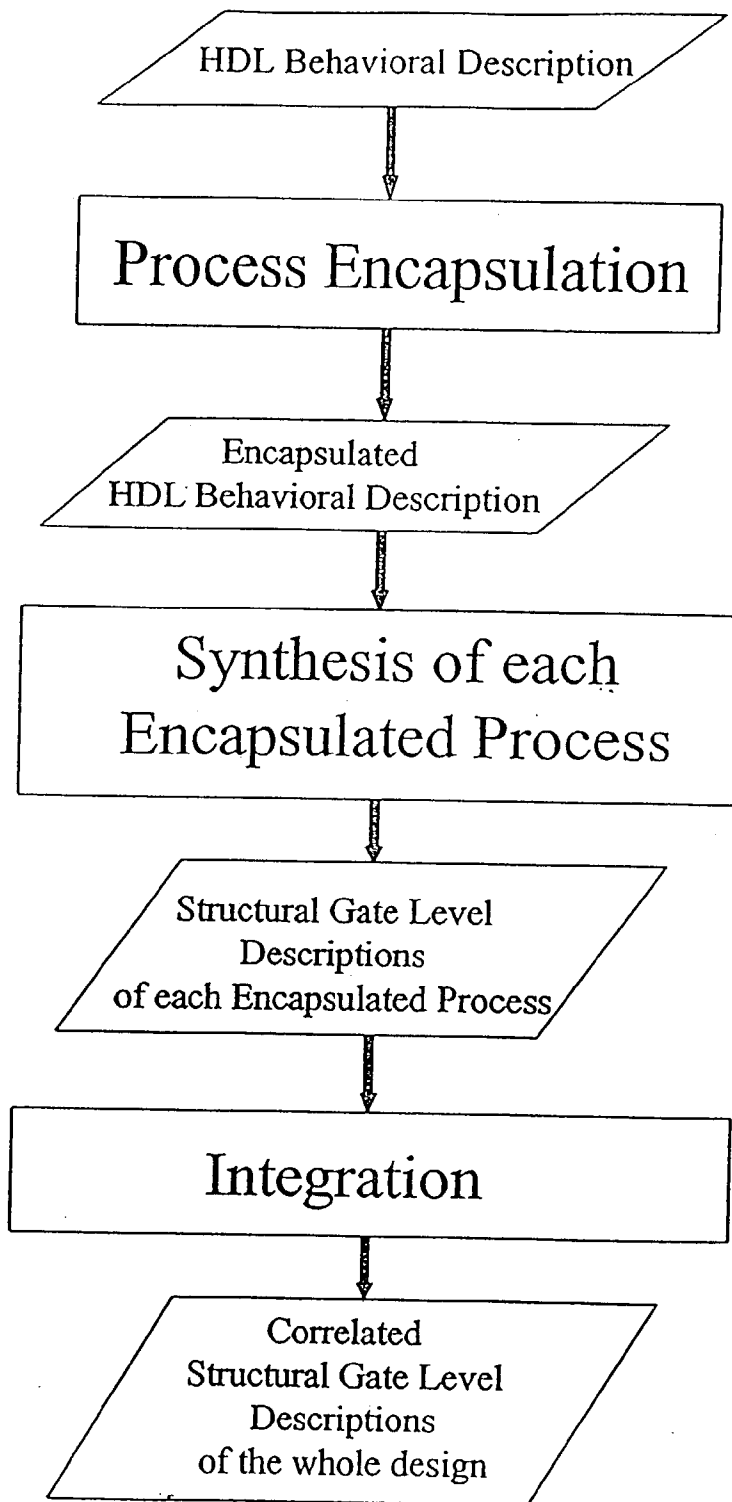 HDL Behavioral Description
Process Encapsulation
Encapsulated
HDL Behavioral Description
Synthesis of each
Encapsulated Process
Structural Gate Level
Descriptions
of each Encapsulated Process
Integration
Correlated
Structural Gate Level
Descriptions
of the whole design